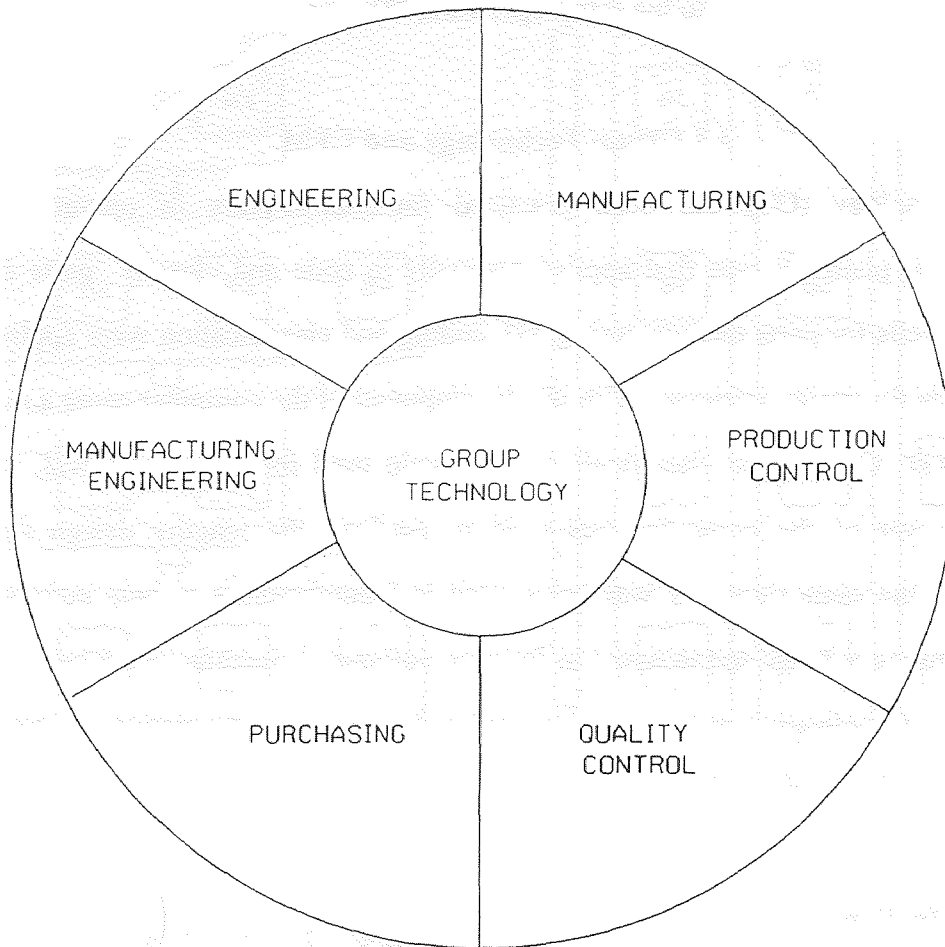 ENGINEERING
MANUFACTURING
MANUFACTURING
ENGINEERING
GROUP
TECHNOLOGY
PRODUCTION
CONTROL
PURCHASING
QUALITY
CONTROL